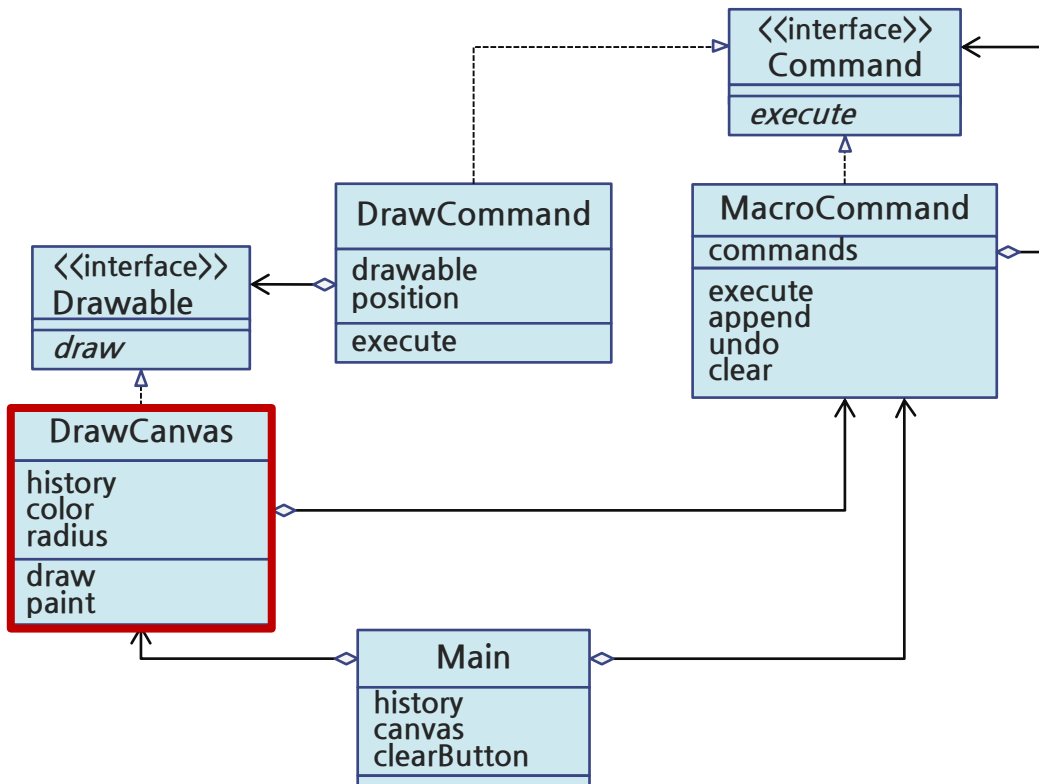 <<interface>>
Command
execute
DrawCommand
drawable
position
execute
MacroCommand
commands
execute
append
undo
clear
<<interface>>
Drawable
draw
DrawCanvas
history
color
radius
draw
paint
Main
history
canvas
clearButton